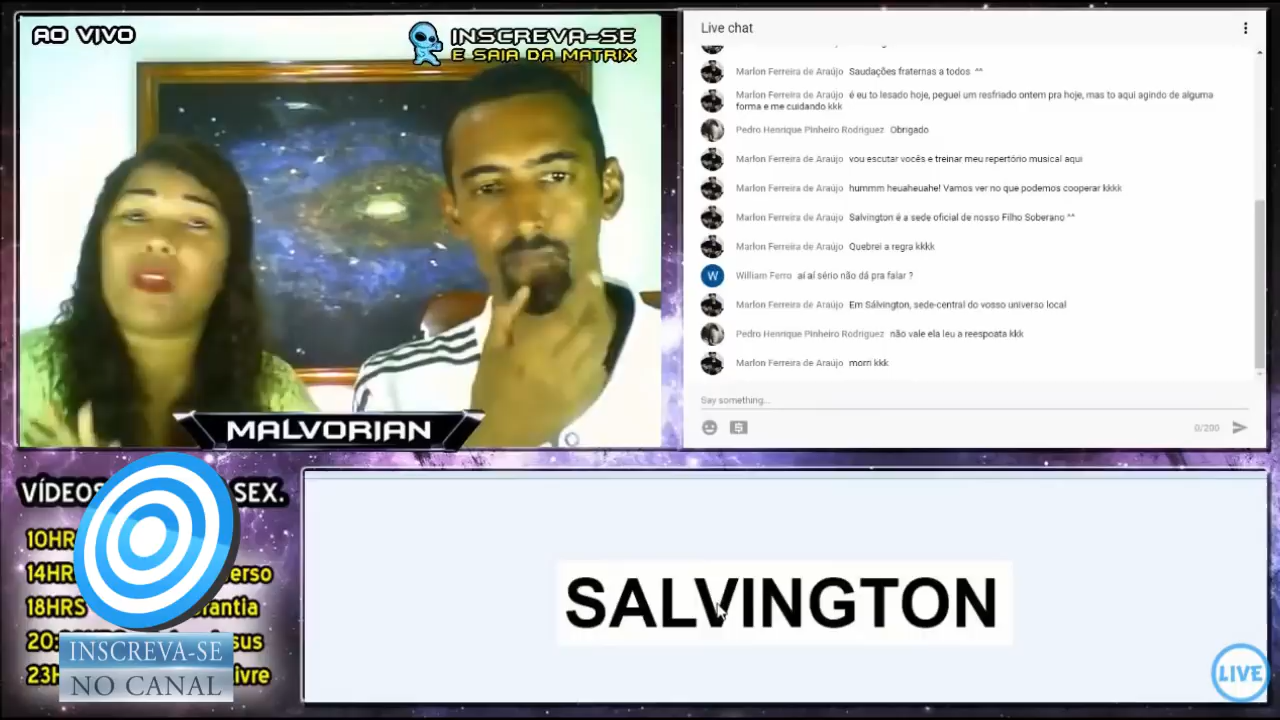 AO VIVO
INSCREVA-SE
E SAIA DA MATRIX
MALVORIAN
Live chat
Marlon Ferreira de Araújo Saudações fraternas a todos ^^
Marlon Ferreira de Araújo é eu to lesado hoje, peguei um resfriado ontem pra hoje, mas to aqui agindo de alguma
forma e me cuidando kkk
Pedro Henrique Pinheiro Rodriguez Obrigado
Marlon Ferreira de Araújo vou escutar vocês e treinar meu repertório musical aqui
Marlon Ferreira de Araújo hummm heuaheuahe! Vamos ver no que podemos cooperar kkkk
Marlon Ferreira de Araújo Salvington é a sede oficial de nosso Filho Soberano ^^
Marlon Ferreira de Araújo Quebrei a regra kkkk
W William Ferro aí aí sério não dá pra falar ?
Marlon Ferreira de Araújo Em Sálvington, sede-central do vosso universo local
Pedro Henrique Pinheiro Rodriguez não vale ela leu a reespoata kkk
Marlon Ferreira de Araújo morri kkk
Say something...
0/200
VÍDEOS SEX.
10HR
14HR erso
18HRS rantia
20: sus
23H ivre
INSCREVA-SE
NO CANAL
SALVINGTON
LIVE